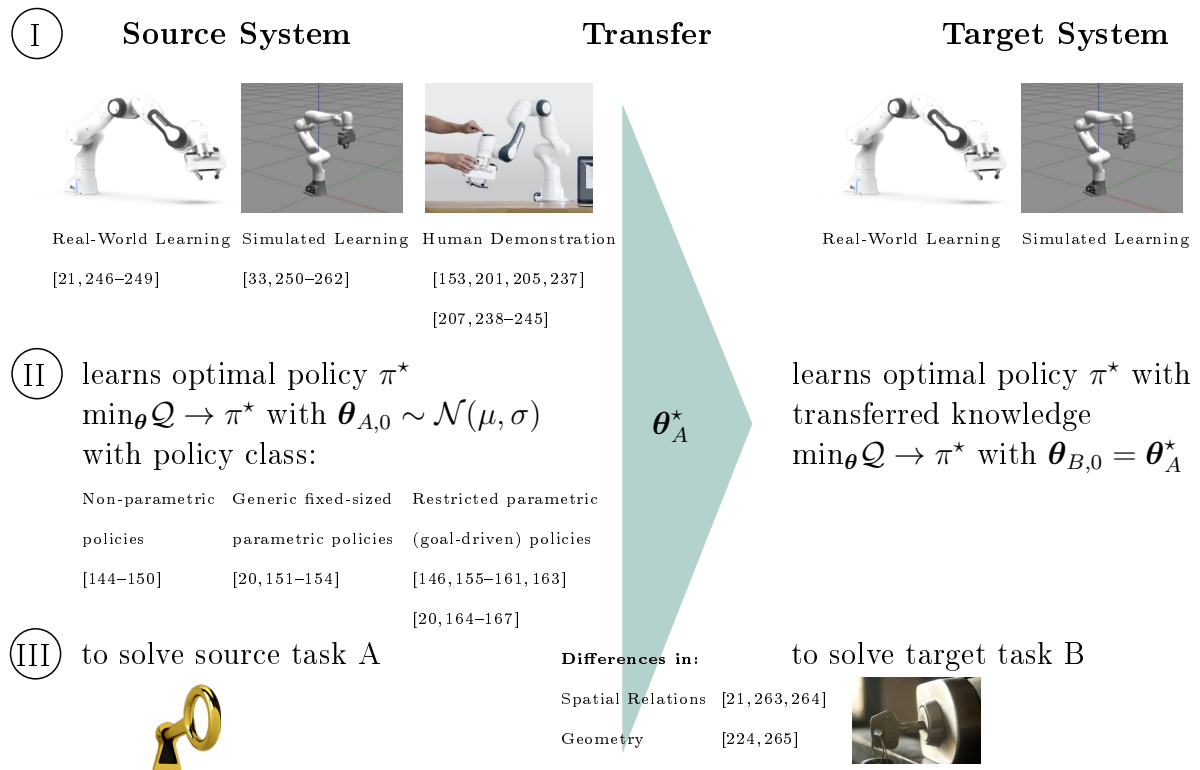 I Source System Transfer Target System
Real-World Learning Simulated Learning Human Demonstration Real-World Learning Simulated Learning
[21, 246–249] [33, 250–262] [153, 201, 205, 237]
[207, 238–245]
II learns optimal policy π⋆ learns optimal policy π⋆ with
min_θ Q → π⋆ with θ_{A,0} ∼ N(μ, σ) θ⋆_A transferred knowledge
with policy class: min_θ Q → π⋆ with θ_{B,0} = θ⋆_A
Non-parametric Generic fixed-sized Restricted parametric
policies parametric policies (goal-driven) policies
[144–150] [20, 151–154] [146, 155–161, 163]
[20, 164–167]
III to solve source task A Differences in: to solve target task B
Spatial Relations [21, 263, 264]
Geometry [224, 265]